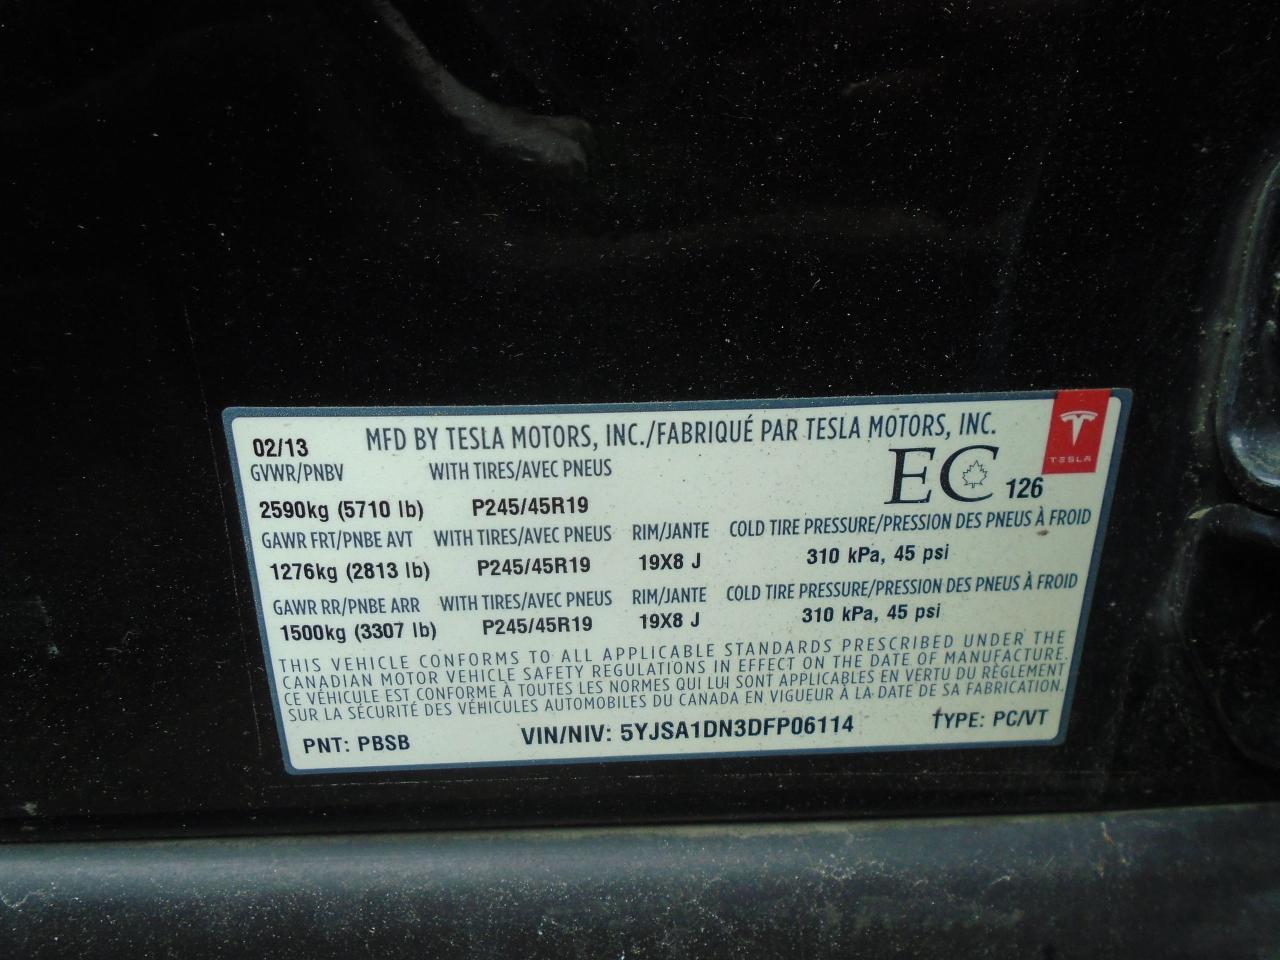 02/13 MFD BY TESLA MOTORS, INC./FABRIQUÉ PAR TESLA MOTORS, INC.
TESLA
GVWR/PNBV WITH TIRES/AVEC PNEUS
EC 126
2590kg (5710 lb) P245/45R19
GAWR FRT/PNBE AVT WITH TIRES/AVEC PNEUS RIM/JANTE COLD TIRE PRESSURE/PRESSION DES PNEUS À FROID
1276kg (2813 lb) P245/45R19 19X8 J 310 kPa, 45 psi
GAWR RR/PNBE ARR WITH TIRES/AVEC PNEUS RIM/JANTE COLD TIRE PRESSURE/PRESSION DES PNEUS À FROID
1500kg (3307 lb) P245/45R19 19X8 J 310 kPa, 45 psi
THIS VEHICLE CONFORMS TO ALL APPLICABLE STANDARDS PRESCRIBED UNDER THE
CANADIAN MOTOR VEHICLE SAFETY REGULATIONS IN EFFECT ON THE DATE OF MANUFACTURE.
CE VÉHICULE EST CONFORME À TOUTES LES NORMES QUI LUI SONT APPLICABLES EN VERTU DU RÈGLEMENT
SUR LA SÉCURITÉ DES VÉHICULES AUTOMOBILES DU CANADA EN VIGUEUR À LA DATE DE SA FABRICATION.
PNT: PBSB VIN/NIV: 5YJSA1DN3DFP06114 TYPE: PC/VT